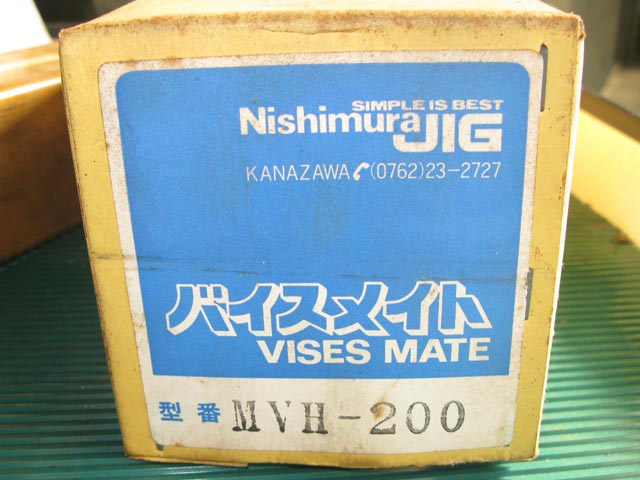 SIMPLE IS BEST
Nishimura JIG
KANAZAWA (0762)23-2727
バイスメイト
VISES MATE
型番 MVH-200